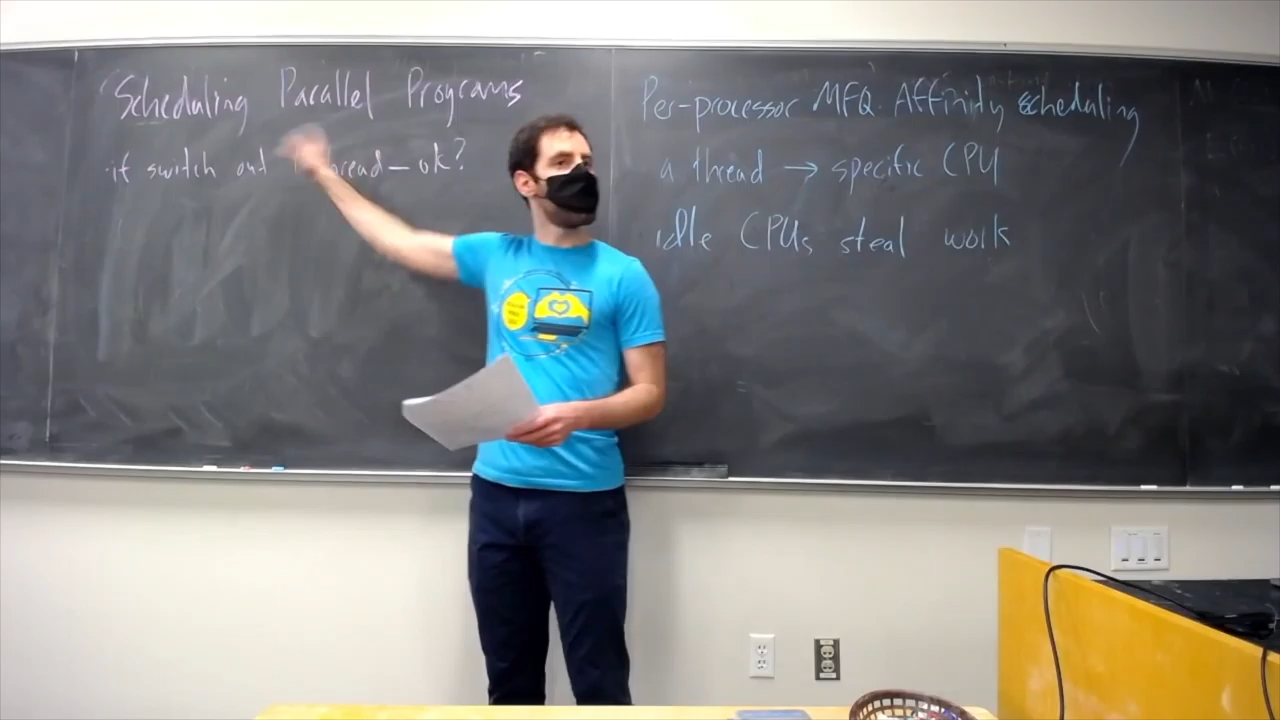 Scheduling Parallel Programs
if switch out thread - ok?
Per-processor MFQ. Affinity scheduling
a thread → specific CPU
idle CPUs steal work